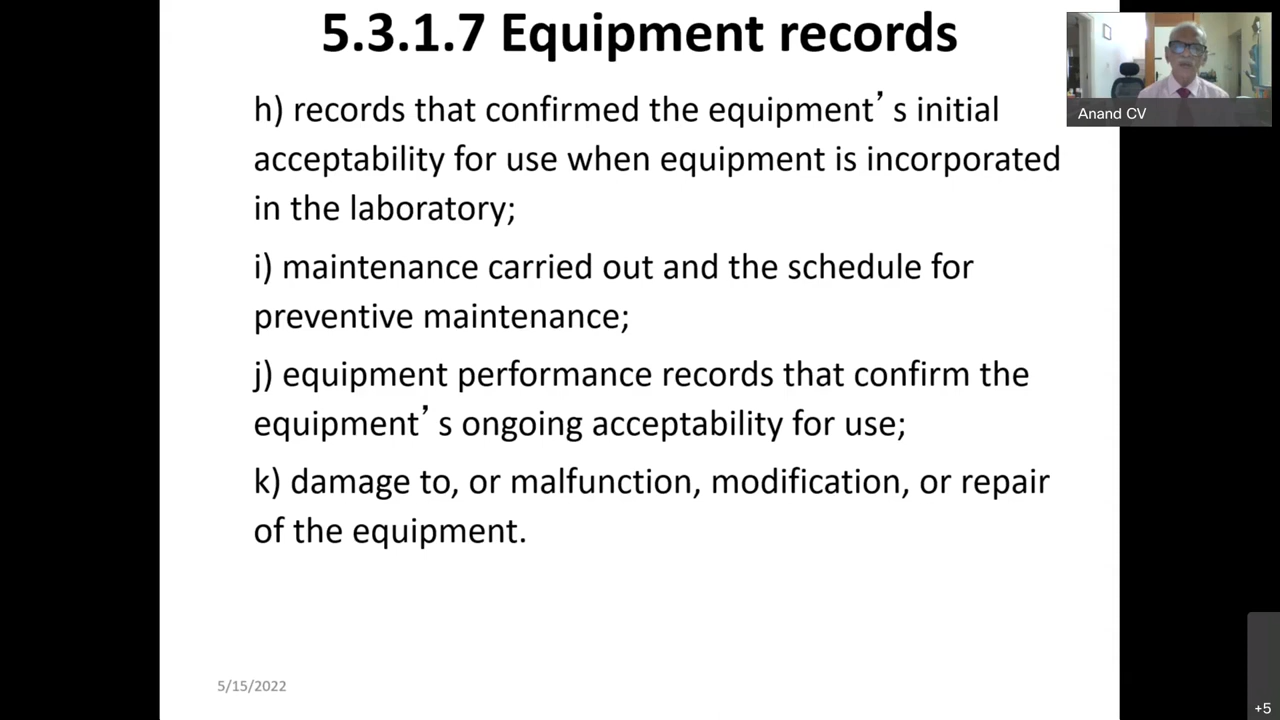 5.3.1.7 Equipment records
h) records that confirmed the equipment’s initial
acceptability for use when equipment is incorporated
in the laboratory;
i) maintenance carried out and the schedule for
preventive maintenance;
j) equipment performance records that confirm the
equipment’s ongoing acceptability for use;
k) damage to, or malfunction, modification, or repair
of the equipment.
5/15/2022
Anand CV
+5